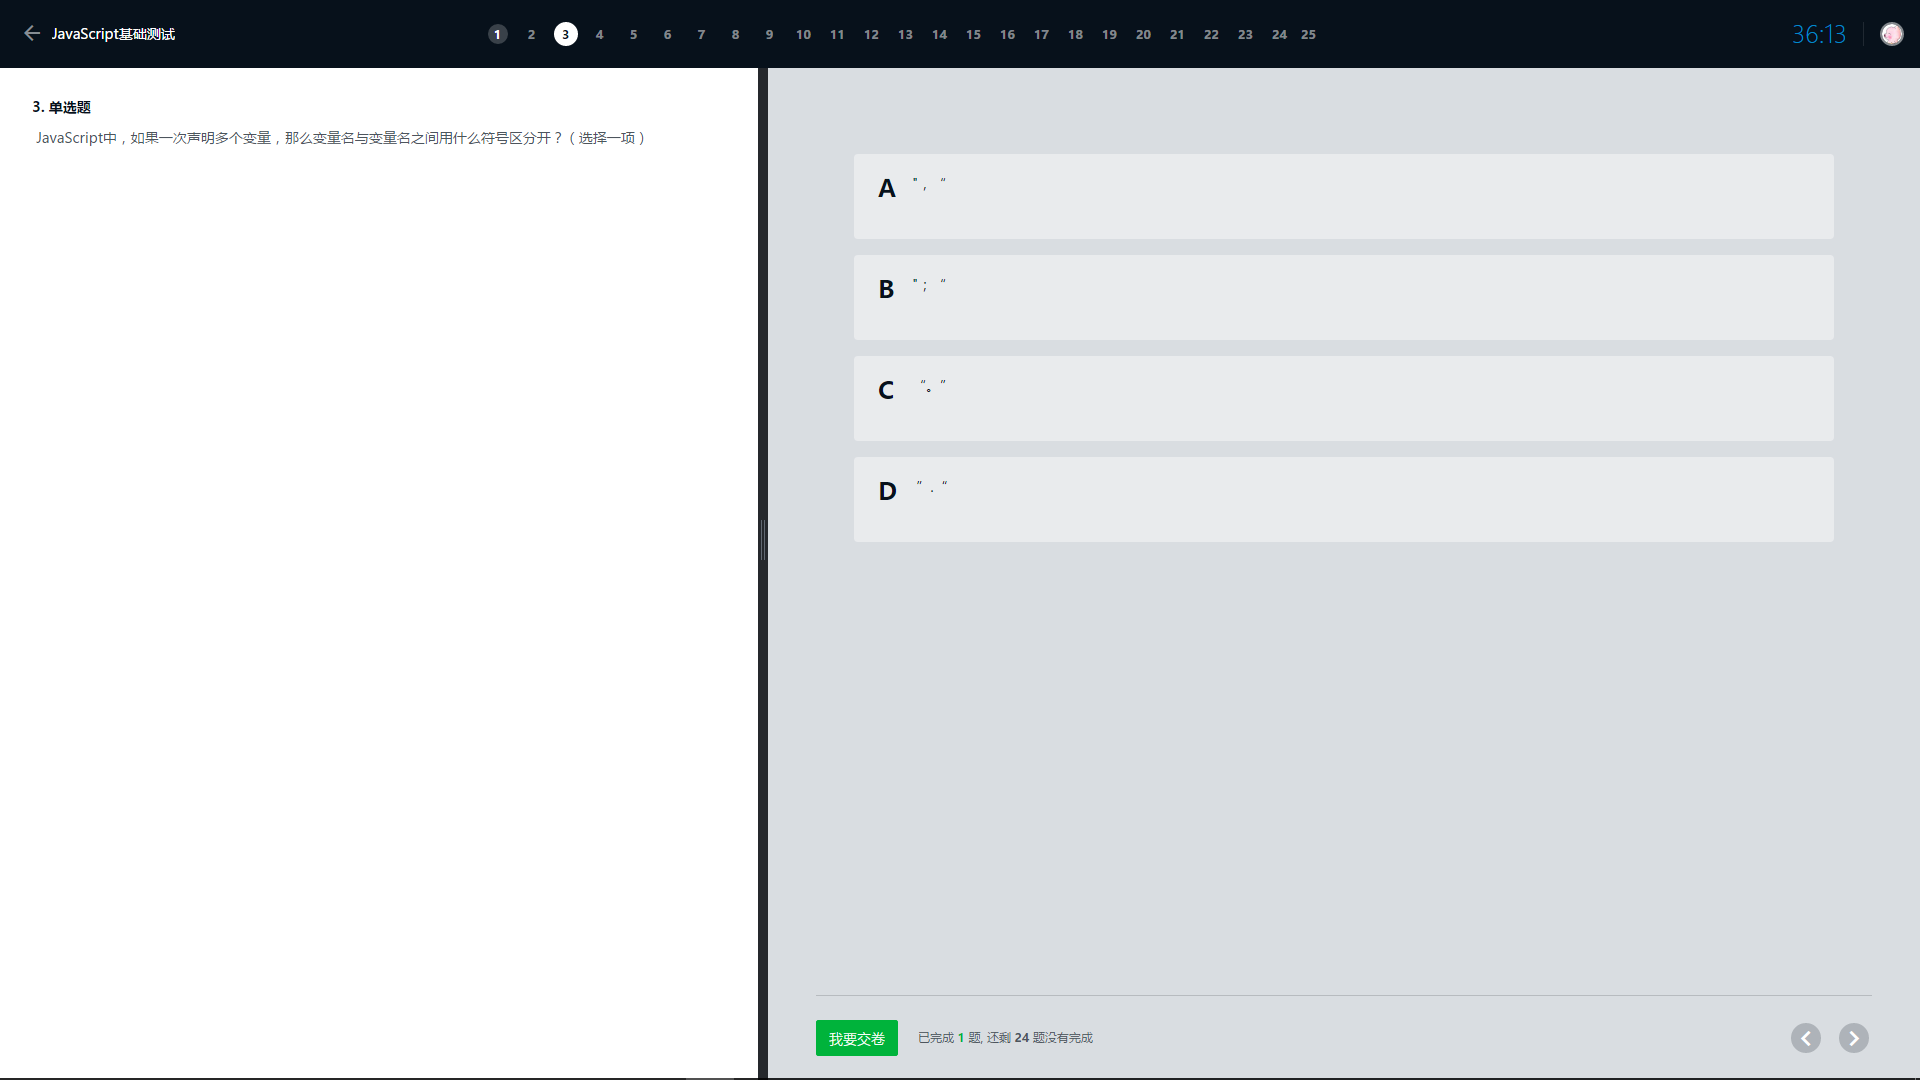 JavaScript基础测试
1 2 3 4 5 6 7 8 9 10 11 12 13 14 15 16 17 18 19 20 21 22 23 24 25
36:13
3. 单选题
JavaScript中，如果一次声明多个变量，那么变量名与变量名之间用什么符号区分开？( 选择一项 )
A " ， “
B " ； “
C “。”
D ” . “
我要交卷
已完成 1 题, 还剩 24 题没有完成